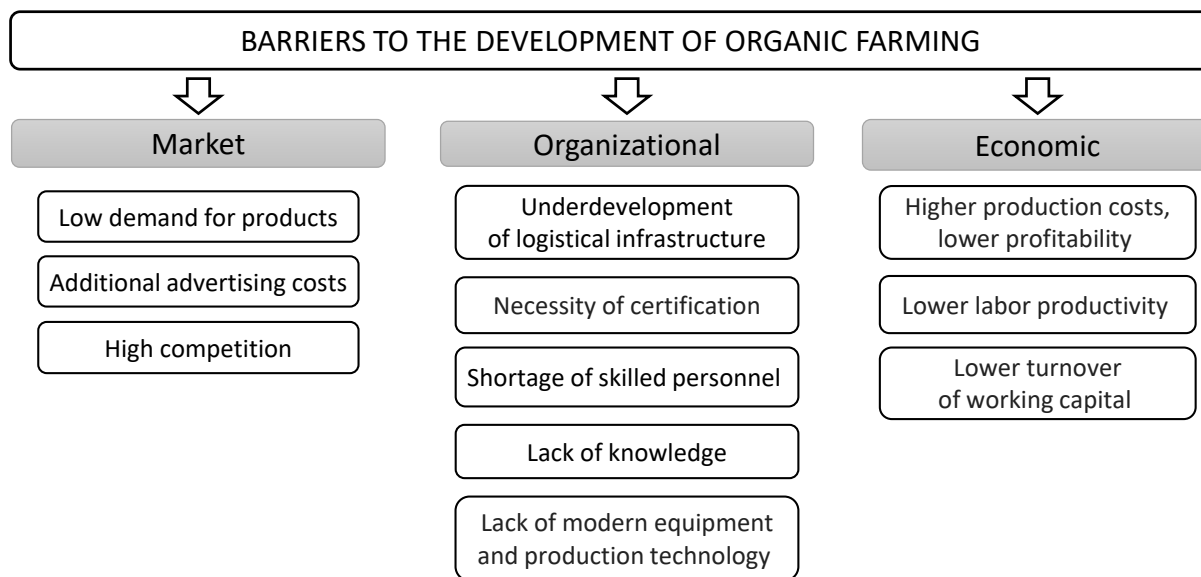 BARRIERS TO THE DEVELOPMENT OF ORGANIC FARMING
Market
Low demand for products
Additional advertising costs
High competition
Organizational
Underdevelopment
of logistical infrastructure
Necessity of certification
Shortage of skilled personnel
Lack of knowledge
Lack of modern equipment
and production technology
Economic
Higher production costs,
lower profitability
Lower labor productivity
Lower turnover
of working capital